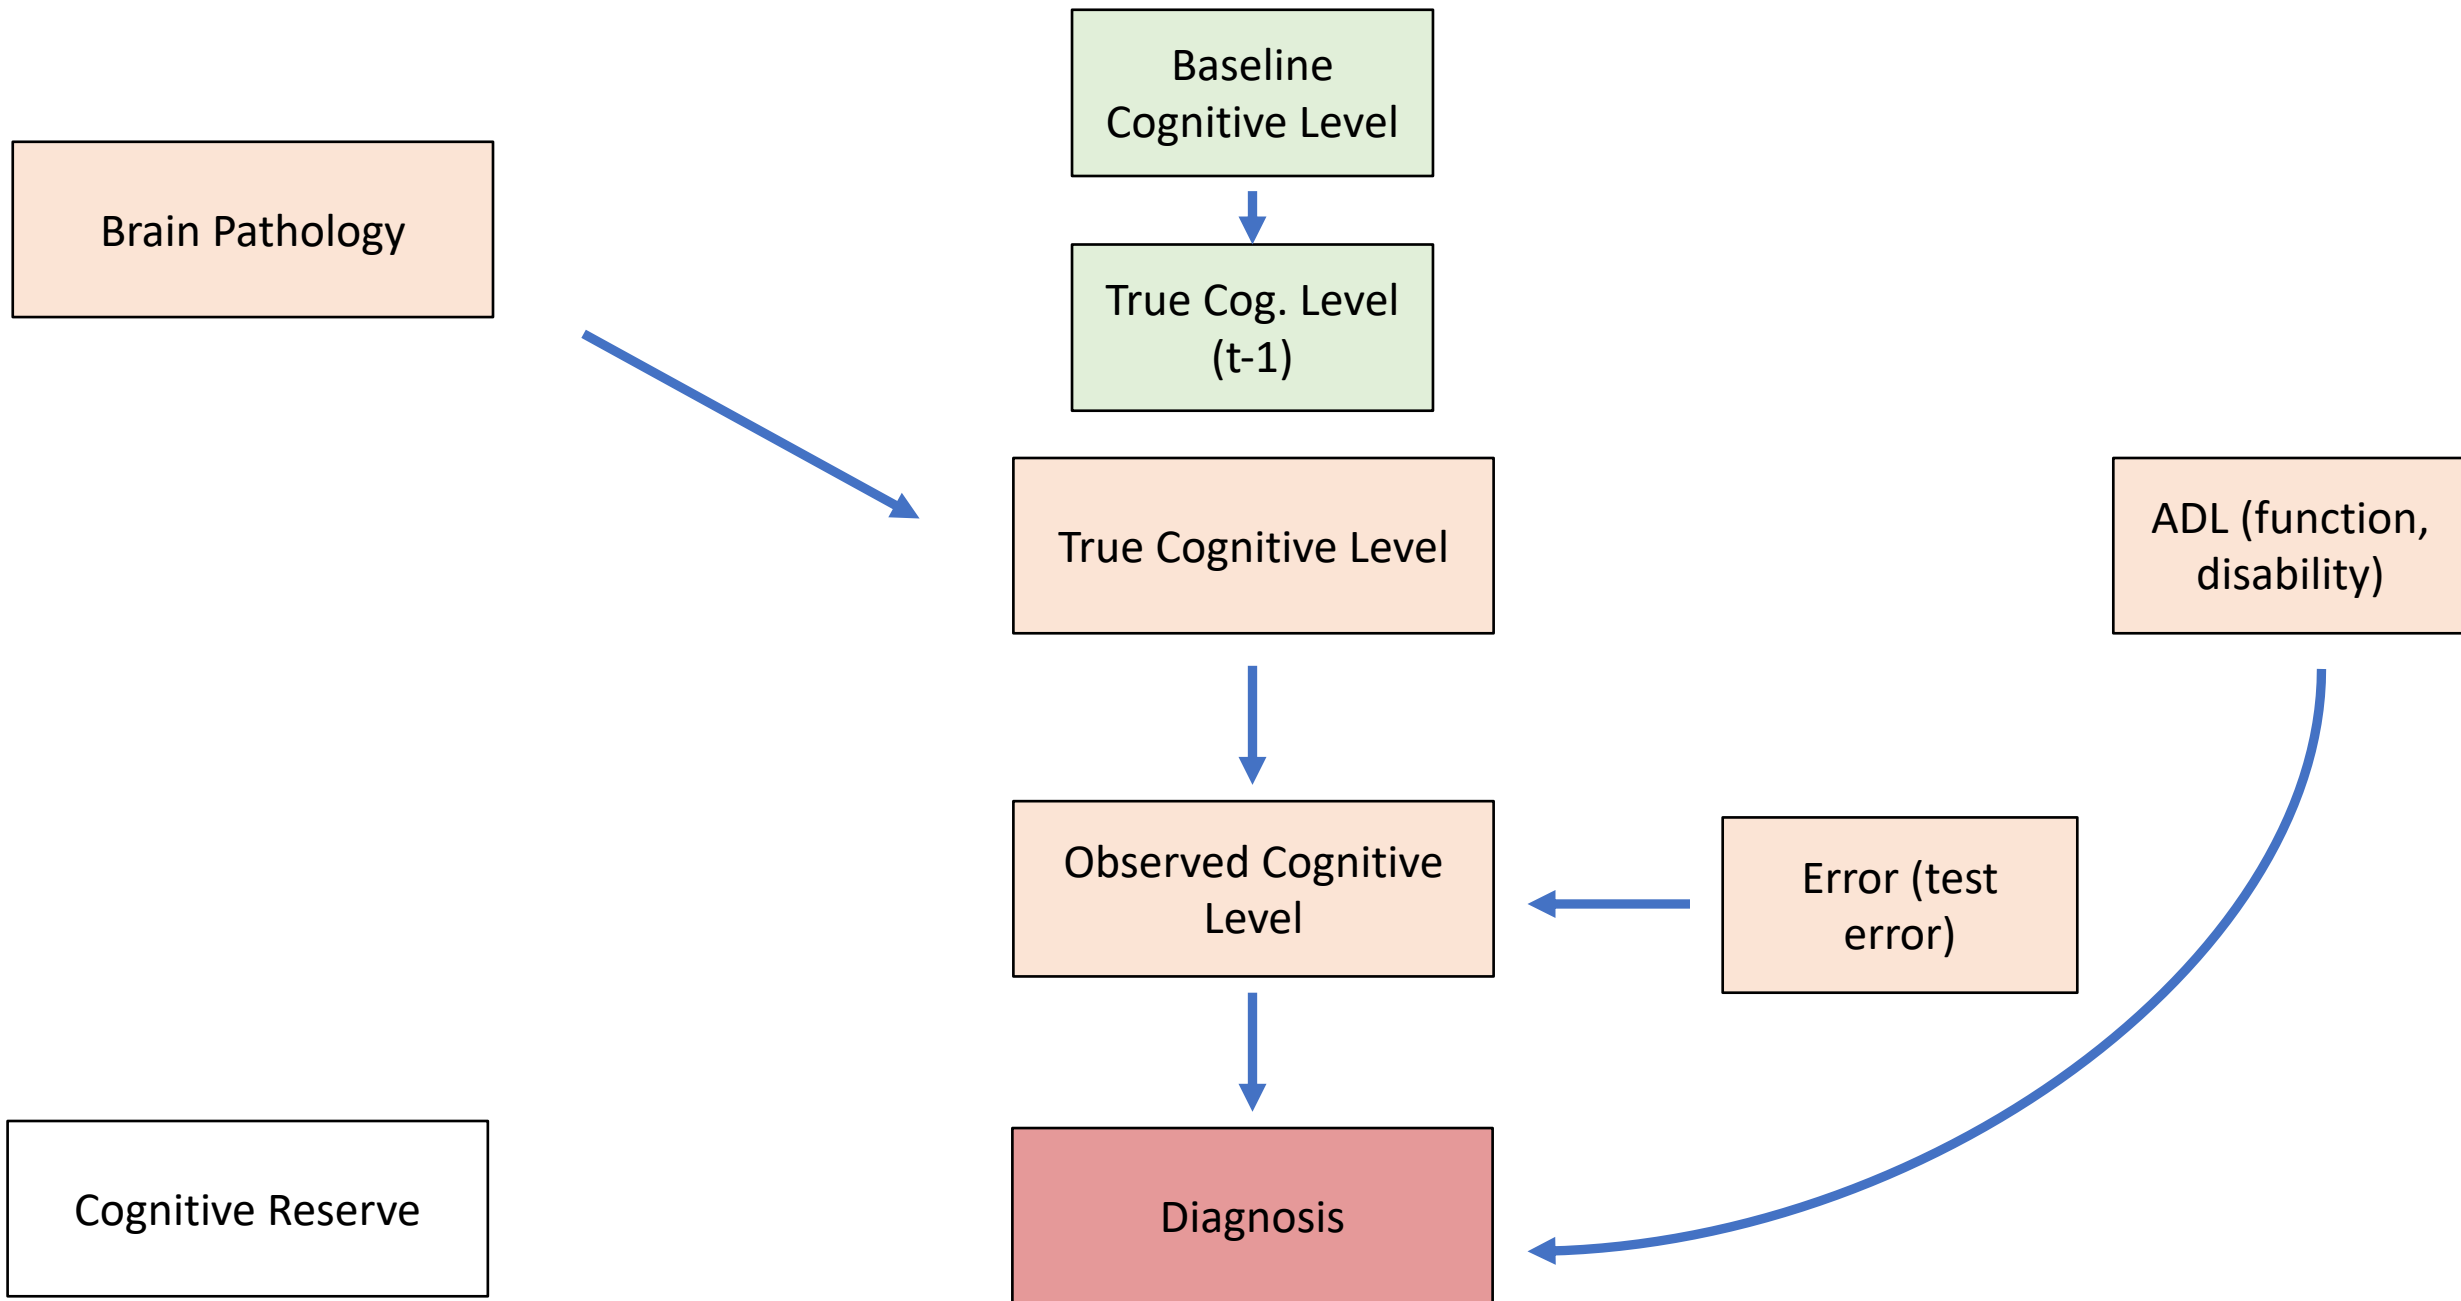 Baseline
Cognitive Level
Brain Pathology
True Cog. Level
(t-1)
True Cognitive Level
ADL (function,
disability)
Observed Cognitive
Level
Error (test
error)
Cognitive Reserve
Diagnosis